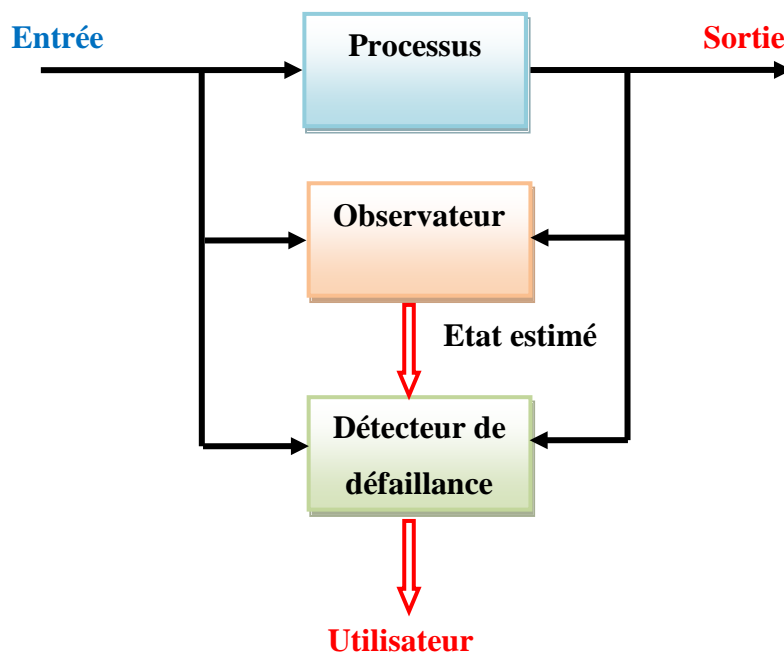 Entrée
Processus
Sortie
Observateur
Etat estimé
Détecteur de
défaillance
Utilisateur